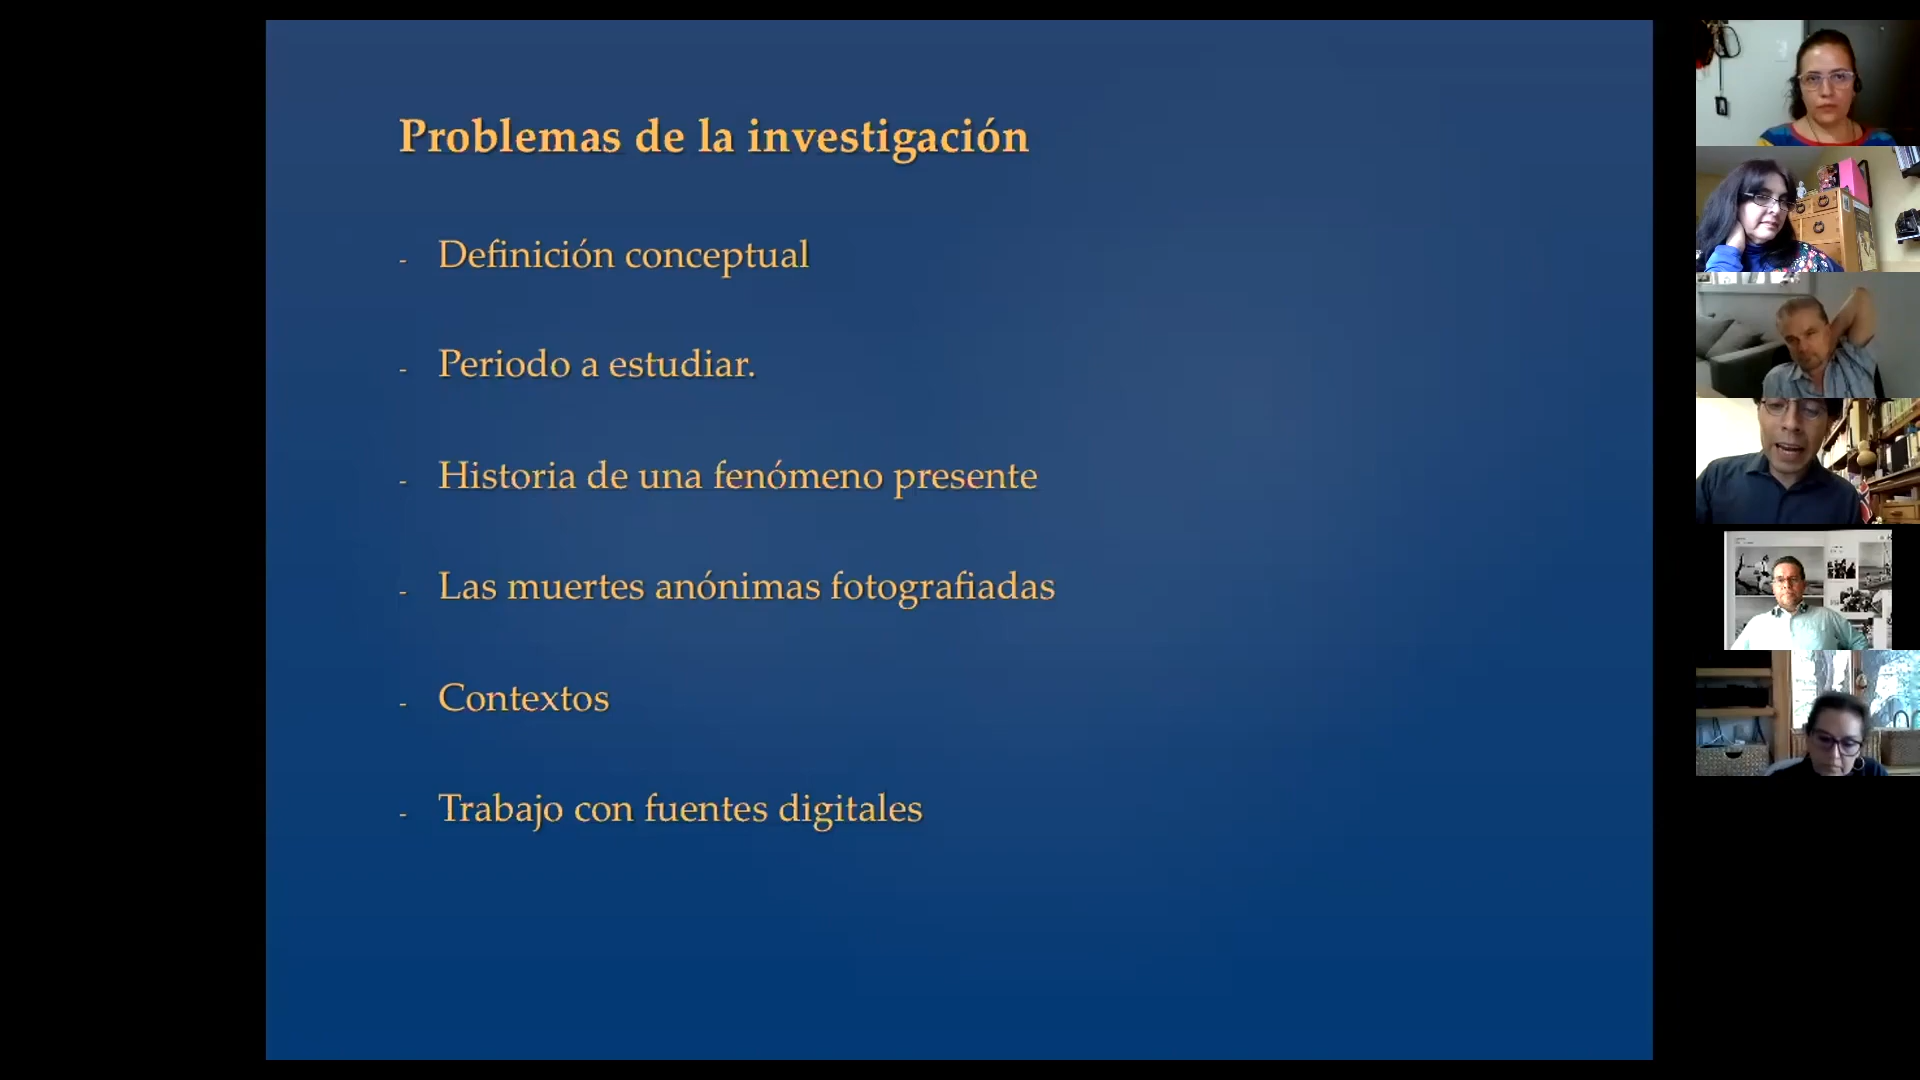 Problemas de la investigación
- Definición conceptual
- Periodo a estudiar.
- Historia de una fenómeno presente
- Las muertes anónimas fotografiadas
- Contextos
- Trabajo con fuentes digitales